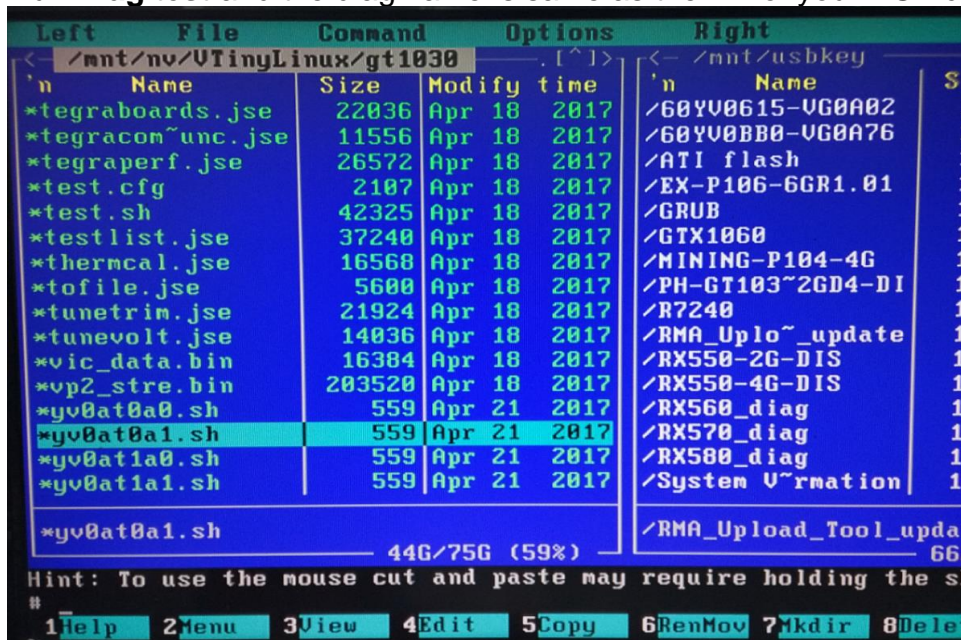 Left File Command Options Right
<- /mnt/nv/VTinyLinux/gt1030 .[^]> <- /mnt/usbkey
'n Name Size Modify time 'n Name S
*tegraboards.jse 22036 Apr 18 2017 /60YV0615-VG0A02
*tegracom~unc.jse 11556 Apr 18 2017 /60YV0BB0-VG0A76
*tegraperf.jse 26572 Apr 18 2017 /ATI flash
*test.cfg 2107 Apr 18 2017 /EX-P106-6GR1.01
*test.sh 42325 Apr 18 2017 /GRUB
*testlist.jse 37240 Apr 18 2017 /GTX1060
*thermcal.jse 16568 Apr 18 2017 /MINING-P104-4G
*tofile.jse 5600 Apr 18 2017 /PH-GT103~2GD4-DI
*tunetrim.jse 21924 Apr 18 2017 /R7240
*tunevolt.jse 14036 Apr 18 2017 /RMA_Uplo~_update
*vic_data.bin 16384 Apr 18 2017 /RX550-2G-DIS
*vp2_stre.bin 203520 Apr 18 2017 /RX550-4G-DIS
*yv0at0a0.sh 559 Apr 21 2017 /RX560_diag
*yv0at0a1.sh 559 Apr 21 2017 /RX570_diag
*yv0at1a0.sh 559 Apr 21 2017 /RX580_diag
*yv0at1a1.sh 559 Apr 21 2017 /System V~rmation
*yv0at0a1.sh /RMA_Upload_Tool_upda
44G/75G (59%) 66
Hint: To use the mouse cut and paste may require holding the s
# _
1Help 2Menu 3View 4Edit 5Copy 6RenMov 7Mkdir 8Dele